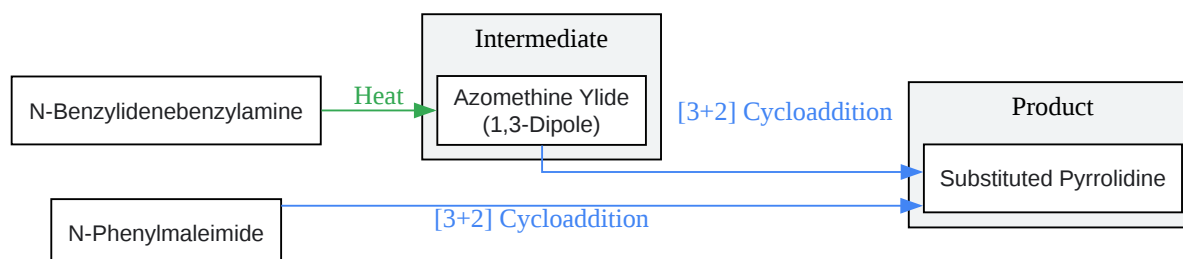 Intermediate
N-Benzylidenebenzylamine
Heat
Azomethine Ylide
(1,3-Dipole)
[3+2] Cycloaddition
Product
Substituted Pyrrolidine
N-Phenylmaleimide
[3+2] Cycloaddition